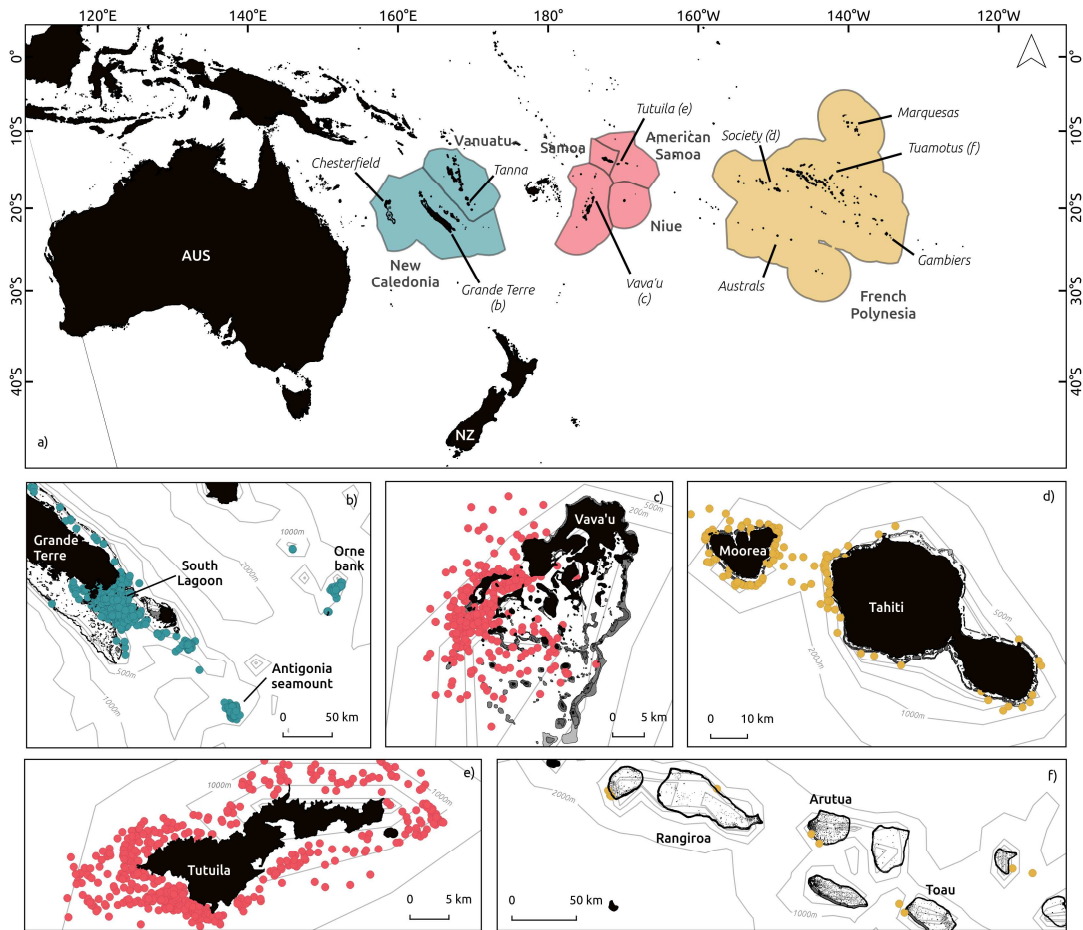 120°E 140°E 160°E 180° 160°W 140°W 120°W
0° 0°
10°S 10°S
20°S 20°S
30°S 30°S
40°S 40°S
Tutuila (e)
Marquesas
Vanuatu
Samoa
American
Samoa
Society (d)
Tuamotus (f)
Chesterfield
Tanna
AUS
Niue
New
Caledonia
Grande Terre
(b)
Vava'u
(c)
Australs
Gambiers
French
Polynesia
NZ
a)
b)
Grande
Terre
South
Lagoon
1000m
2000m
Orne
bank
500m
1000m
Antigonia
seamount
0 50 km
c)
Vava'u
500m
200m
0 5 km
d)
Moorea
Tahiti
500m
2000m
1000m
0 10 km
e)
1000m
1000m
Tutuila
0 5 km
f)
2000m
Rangiroa
Arutua
Toau
1000m
0 50 km